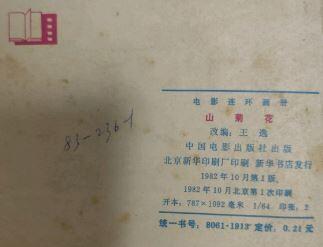 83-236-1
电影连环画册
山菊花
改编：王逸
中国电影出版社出版
北京新华印刷厂印刷 新华书店发行
1982年10月第1版
1982年10月北京第1次印刷
开本：787×1092毫米 1/64 印张：2
统一书号：8061·1913 定价：0.21元